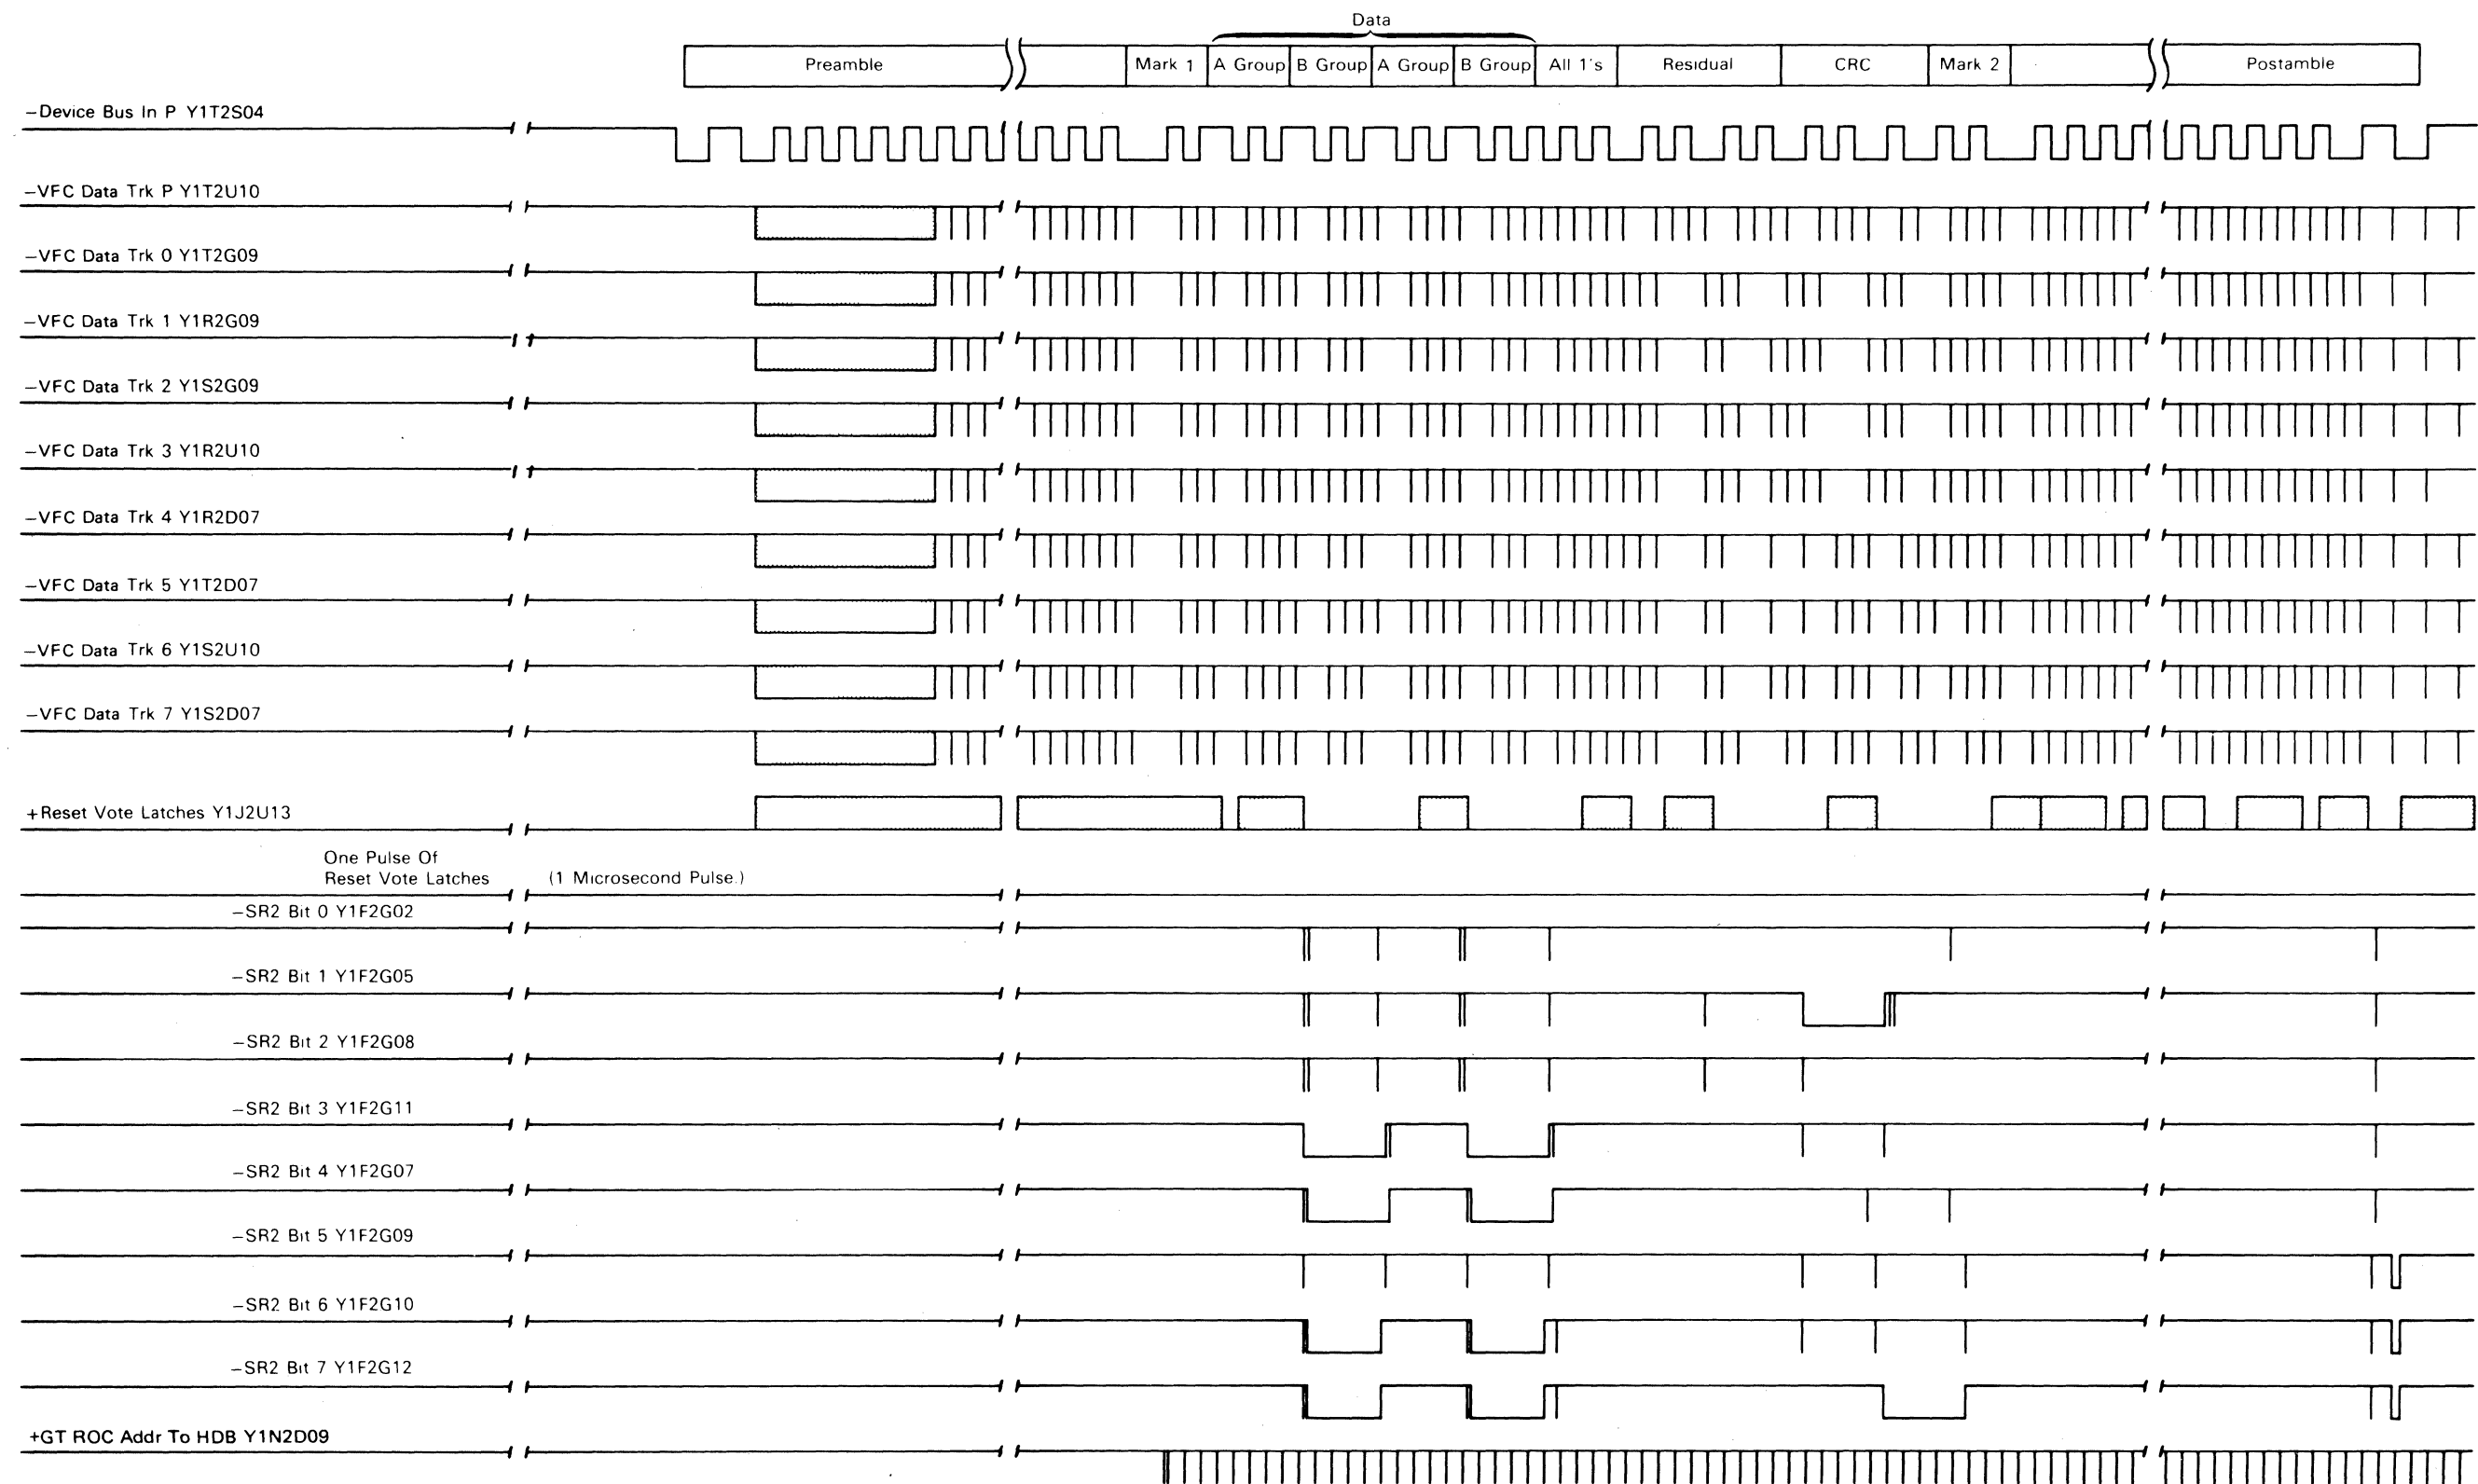 Data
Preamble Mark 1 A Group B Group A Group B Group All 1's Residual CRC Mark 2 Postamble
−Device Bus In P Y1T2S04
−VFC Data Trk P Y1T2U10
−VFC Data Trk 0 Y1T2G09
−VFC Data Trk 1 Y1R2G09
−VFC Data Trk 2 Y1S2G09
−VFC Data Trk 3 Y1R2U10
−VFC Data Trk 4 Y1R2D07
−VFC Data Trk 5 Y1T2D07
−VFC Data Trk 6 Y1S2U10
−VFC Data Trk 7 Y1S2D07
+Reset Vote Latches Y1J2U13
One Pulse Of
Reset Vote Latches (1 Microsecond Pulse.)
−SR2 Bit 0 Y1F2G02
−SR2 Bit 1 Y1F2G05
−SR2 Bit 2 Y1F2G08
−SR2 Bit 3 Y1F2G11
−SR2 Bit 4 Y1F2G07
−SR2 Bit 5 Y1F2G09
−SR2 Bit 6 Y1F2G10
−SR2 Bit 7 Y1F2G12
+GT ROC Addr To HDB Y1N2D09